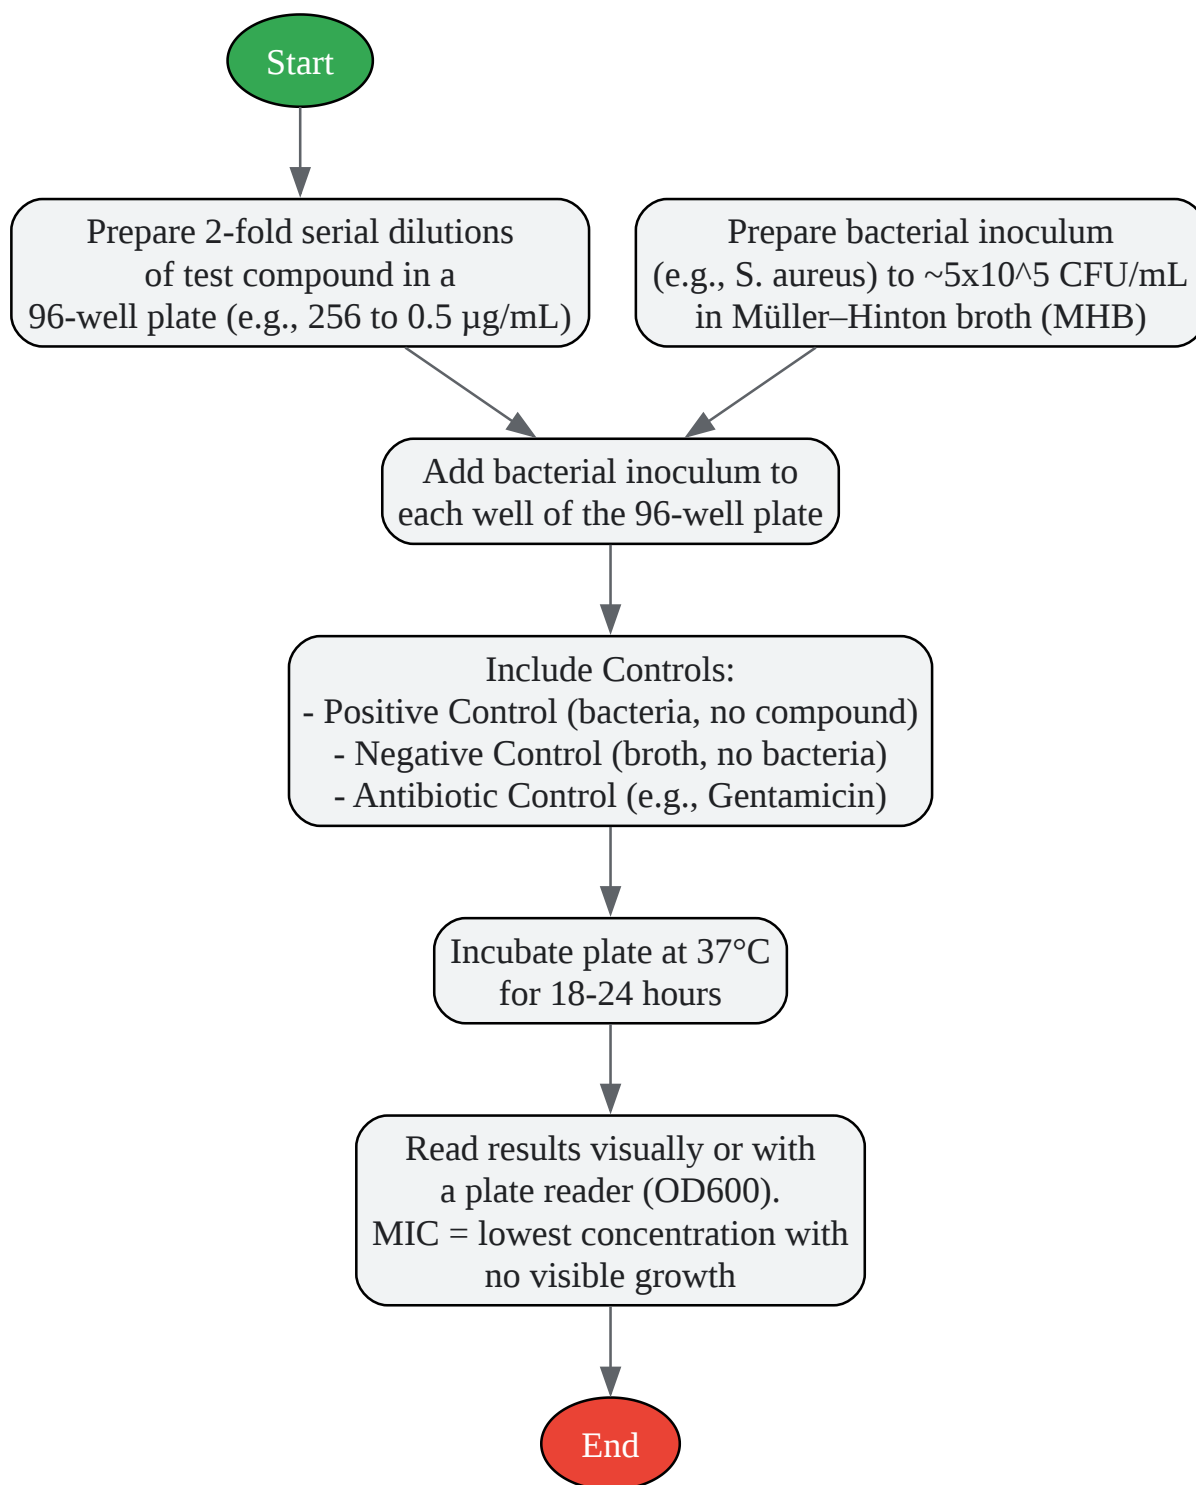 Start
Prepare 2-fold serial dilutions
of test compound in a
96-well plate (e.g., 256 to 0.5 µg/mL)
Prepare bacterial inoculum
(e.g., S. aureus) to ~5x10^5 CFU/mL
in Müller–Hinton broth (MHB)
Add bacterial inoculum to
each well of the 96-well plate
Include Controls:
- Positive Control (bacteria, no compound)
- Negative Control (broth, no bacteria)
- Antibiotic Control (e.g., Gentamicin)
Incubate plate at 37°C
for 18-24 hours
Read results visually or with
a plate reader (OD600).
MIC = lowest concentration with
no visible growth
End